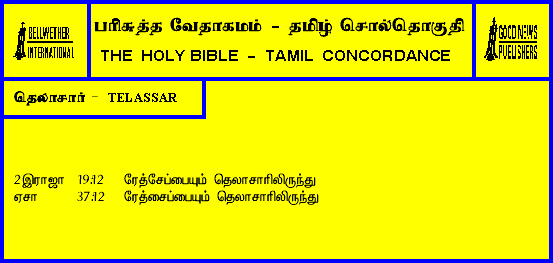 BELLWETHER
INTERNATIONAL
பரிசுத்த வேதாகமம் - தமிழ் சொல்தொகுதி
THE HOLY BIBLE - TAMIL CONCORDANCE
GOOD NEWS
PUBLISHERS
தெலாசார் - TELASSAR
2இராஜா 19:12 ரேத்சேப்பையும் தெலாசாரிலிருந்து
ஏசா 37:12 ரேத்சைப்பையும் தெலாசாரிலிருந்து